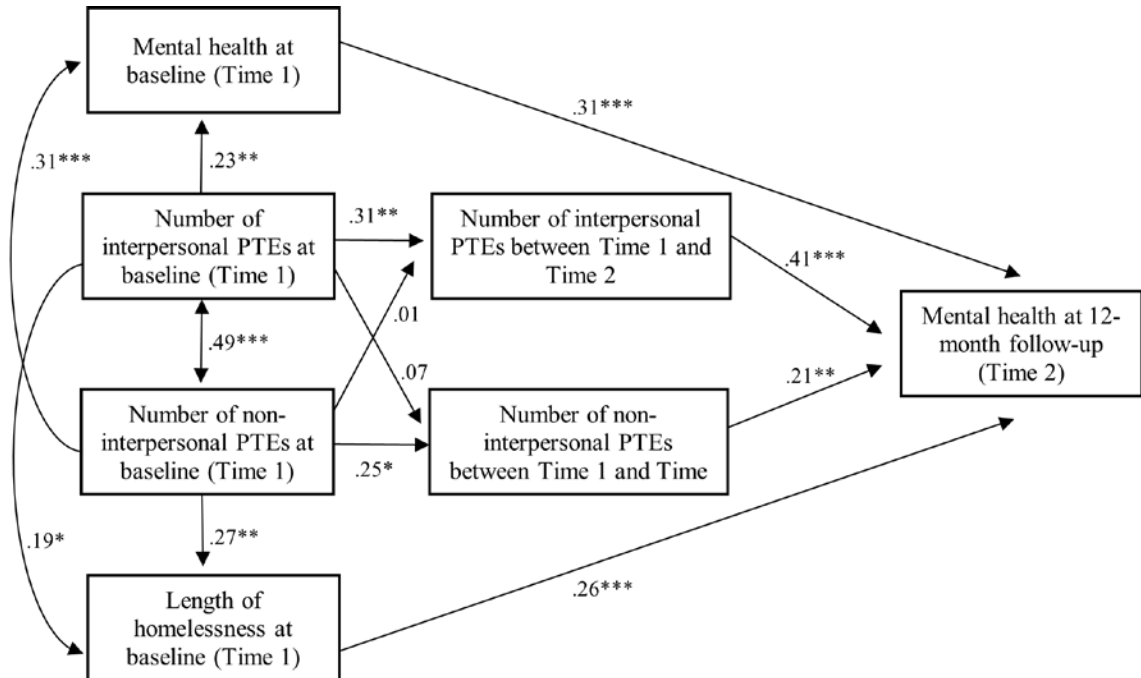 Mental health at
baseline (Time 1)
.31***
.31***
.23**
Number of
interpersonal PTEs at
baseline (Time 1)
.31**
Number of interpersonal
PTEs between Time 1 and
Time 2
.41***
.01
.49***
.07
Mental health at 12-
month follow-up
(Time 2)
.21**
Number of non-
interpersonal PTEs at
baseline (Time 1)
.25*
Number of non-
interpersonal PTEs
between Time 1 and Time
.19*
.27**
.26***
Length of
homelessness at
baseline (Time 1)